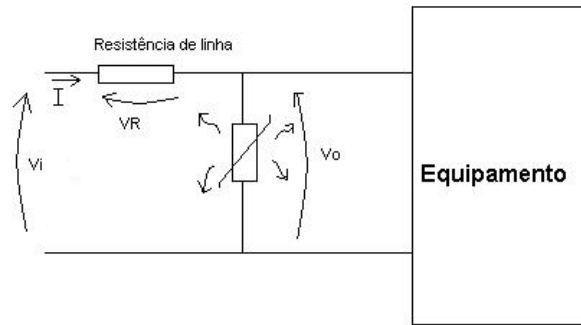 Resistência de linha
I
VR
Vi
Vo
Equipamento